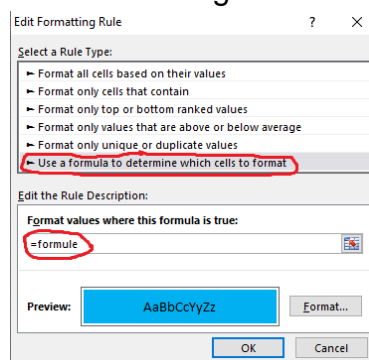 Edit Formatting Rule ? ×
Select a Rule Type:
► Format all cells based on their values
► Format only cells that contain
► Format only top or bottom ranked values
► Format only values that are above or below average
► Format only unique or duplicate values
► Use a formula to determine which cells to format
Edit the Rule Description:
Format values where this formula is true:
=formule
Preview: AaBbCcYyZz Format...
OK Cancel